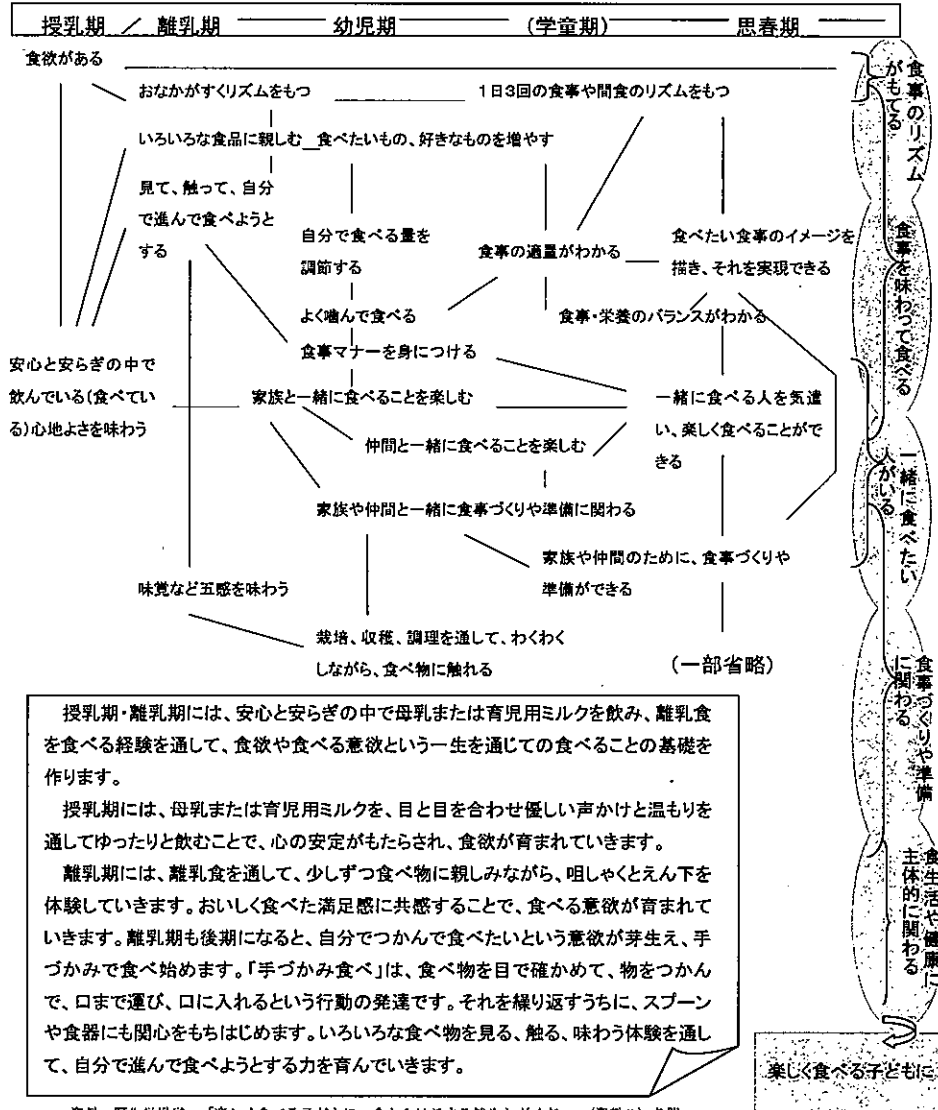 授乳期 / 離乳期 幼児期 (学童期) 思春期
食欲がある
おなかがすくリズムをもつ
1日3回の食事や間食のリズムをもつ
いろいろな食品に親しむ
食べたいもの、好きなものを増やす
見て、触って、自分
で進んで食べようと
する
自分で食べる量を
調節する
食事の適量がわかる
食べたい食事のイメージを
描き、それを実現できる
よく噛んで食べる
食事・栄養のバランスがわかる
食事マナーを身につける
安心と安らぎの中で
飲んでいる(食べてい
る)心地よさを味わう
家族と一緒に食べることを楽しむ
一緒に食べる人を気遣
い、楽しく食べることがで
きる
仲間と一緒に食べることを楽しむ
家族や仲間と一緒に食事づくりや準備に関わる
家族や仲間のために、食事づくりや
準備ができる
味覚など五感を味わう
栽培、収穫、調理を通して、わくわく
しながら、食べ物に触れる
(一部省略)
食事のリズム
がもてる
食事を味わって食べる
一緒に食べたい
人がいる
食事づくりや準備
に関わる
食生活や健康に
主体的に関わる
楽しく食べる子どもに
授乳期・離乳期には、安心と安らぎの中で母乳または育児用ミルクを飲み、離乳食
を食べる経験を通して、食欲や食べる意欲という一生を通じての食べることの基礎を
作ります。
授乳期には、母乳または育児用ミルクを、目と目を合わせ優しい声かけと温もりを
通してゆったりと飲むことで、心の安定がもたらされ、食欲が育まれていきます。
離乳期には、離乳食を通して、少しずつ食べ物に親しみながら、咀しゃくとえん下を
体験していきます。おいしく食べた満足感に共感することで、食べる意欲が育まれて
いきます。離乳期も後期になると、自分でつかんで食べたいという意欲が芽生え、手
づかみで食べ始めます。「手づかみ食べ」は、食べ物を目で確かめて、物をつかん
で、口まで運び、口に入れるという行動の発達です。それを繰り返すうちに、スプーン
や食器にも関心をもちはじめます。いろいろな食べ物を見る、触る、味わう体験を通し
て、自分で進んで食べようとする力を育んでいきます。